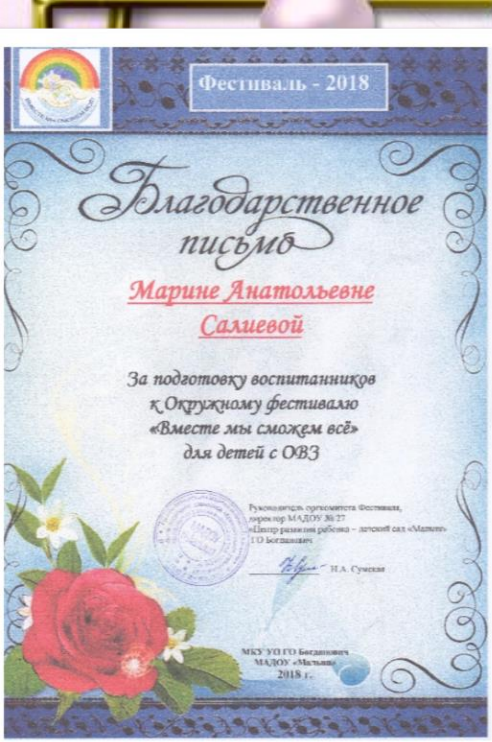 Фестиваль - 2018
Благодарственное
письмо
Марине Анатольевне
Салиевой
За подготовку воспитанников
к Окружному фестивалю
«Вместе мы сможем всё»
для детей с ОВЗ
Руководитель оргкомитета Фестиваля,
директор МАДОУ № 27
«Центр развития ребёнка – детский сад «Малыш»
ГО Богданович
Н.А.
МКУ УО ГО Богданович
МАДОУ «Малыш»
2018 г.